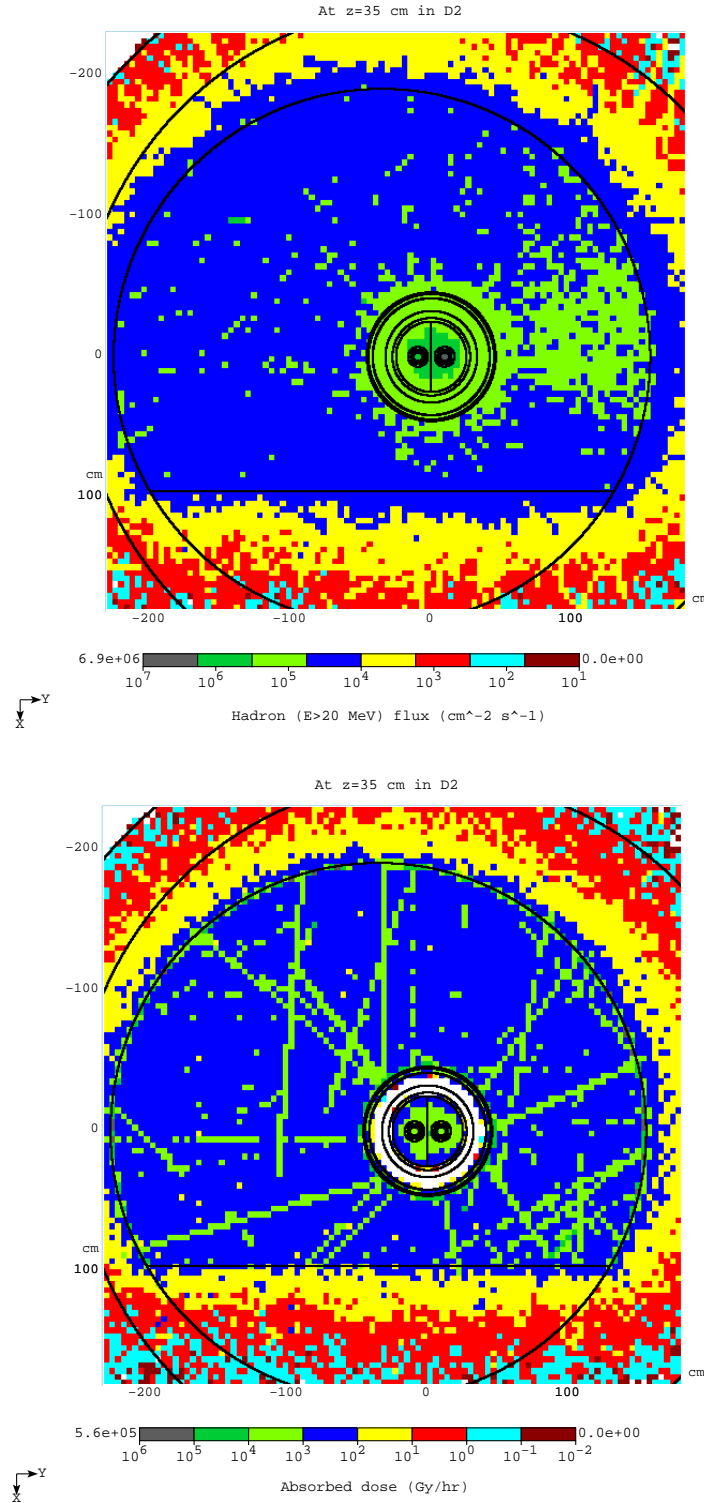 At z=35 cm in D2
-200
-100
0
cm
100
-200 -100 0 100
cm
6.9e+06 0.0e+00
10^7 10^6 10^5 10^4 10^3 10^2 10^1
Y
X
Hadron (E>20 MeV) flux (cm^-2 s^-1)
At z=35 cm in D2
-200
-100
0
cm
100
cm
-200 -100 0 100
5.6e+05 0.0e+00
10^6 10^5 10^4 10^3 10^2 10^1 10^0 10^-1 10^-2
Y
X
Absorbed dose (Gy/hr)